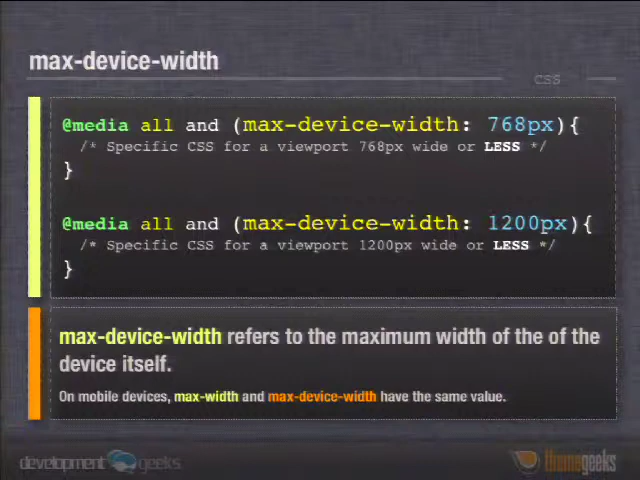 max-device-width
CSS
@media all and (max-device-width: 768px){
/* Specific CSS for a viewport 768px wide or LESS */
}
@media all and (max-device-width: 1200px){
/* Specific CSS for a viewport 1200px wide or LESS */
}
max-device-width refers to the maximum width of the of the
device itself.
On mobile devices, max-width and max-device-width have the same value.
development geeks
themegeeks